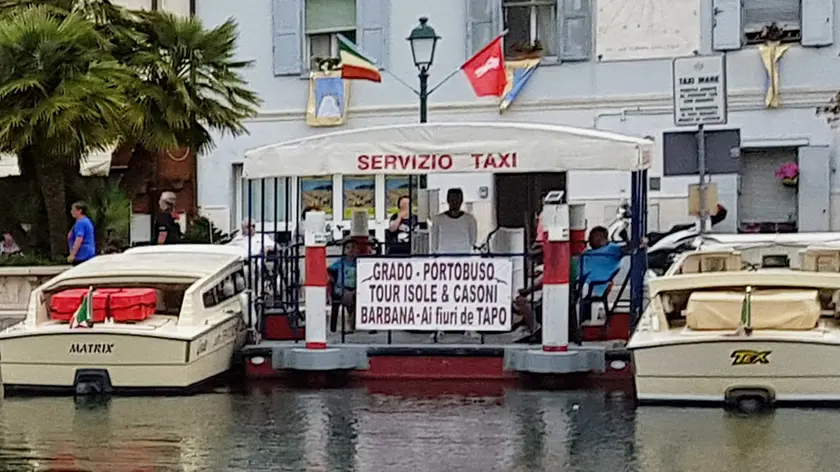 TAXI MARE
SERVIZIO TAXI
GRADO - PORTOBUSO
TOUR ISOLE & CASONI
BARBANA - Ai fiuri de TAPO
MATRIX
TEX